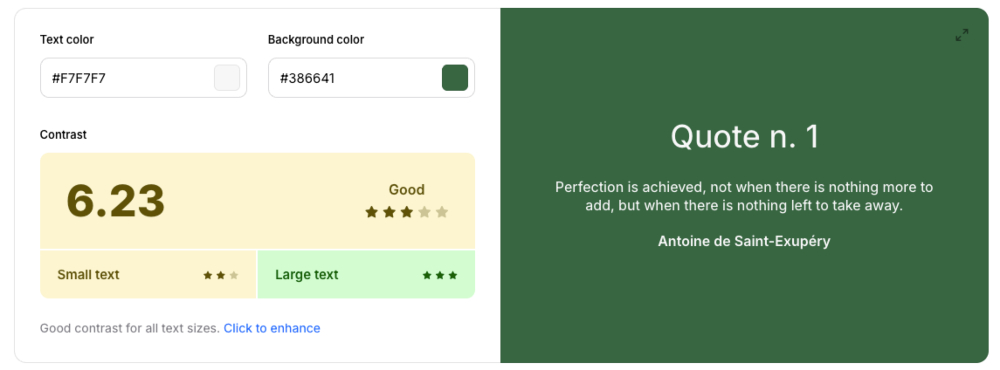 Text color
Background color
#F7F7F7
#386641
Contrast
6.23
Good
Small text
Large text
Good contrast for all text sizes. Click to enhance
Quote n. 1
Perfection is achieved, not when there is nothing more to
add, but when there is nothing left to take away.
Antoine de Saint-Exupéry